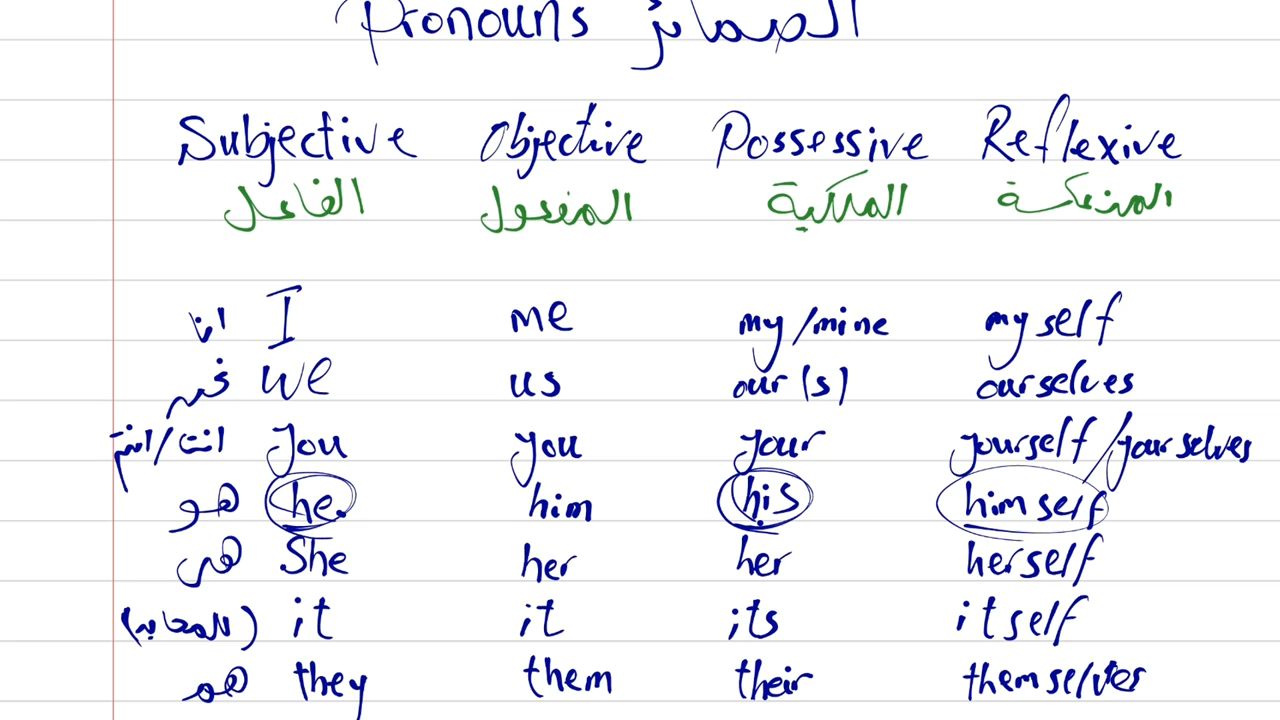 Pronouns الضمائر
Subjective Objective Possessive Reflexive
الفاعل المفعول الملكية المنعكسة
انا I me my/mine myself
نحن We us our(s) ourselves
انت/انتم you you your yourself/yourselves
هو he him his himself
هي She her her herself
it it its itself
هم they them their themselves